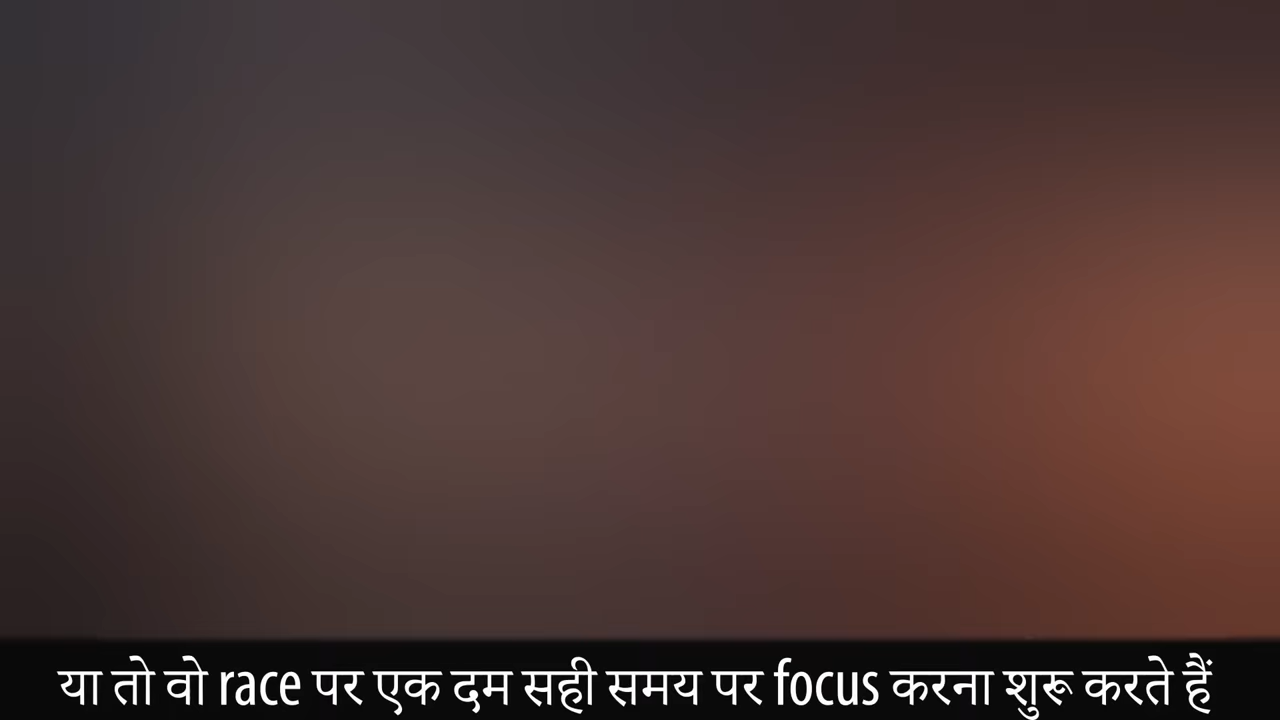 या तो वो race पर एक दम सही समय पर focus करना शुरू करते हैं